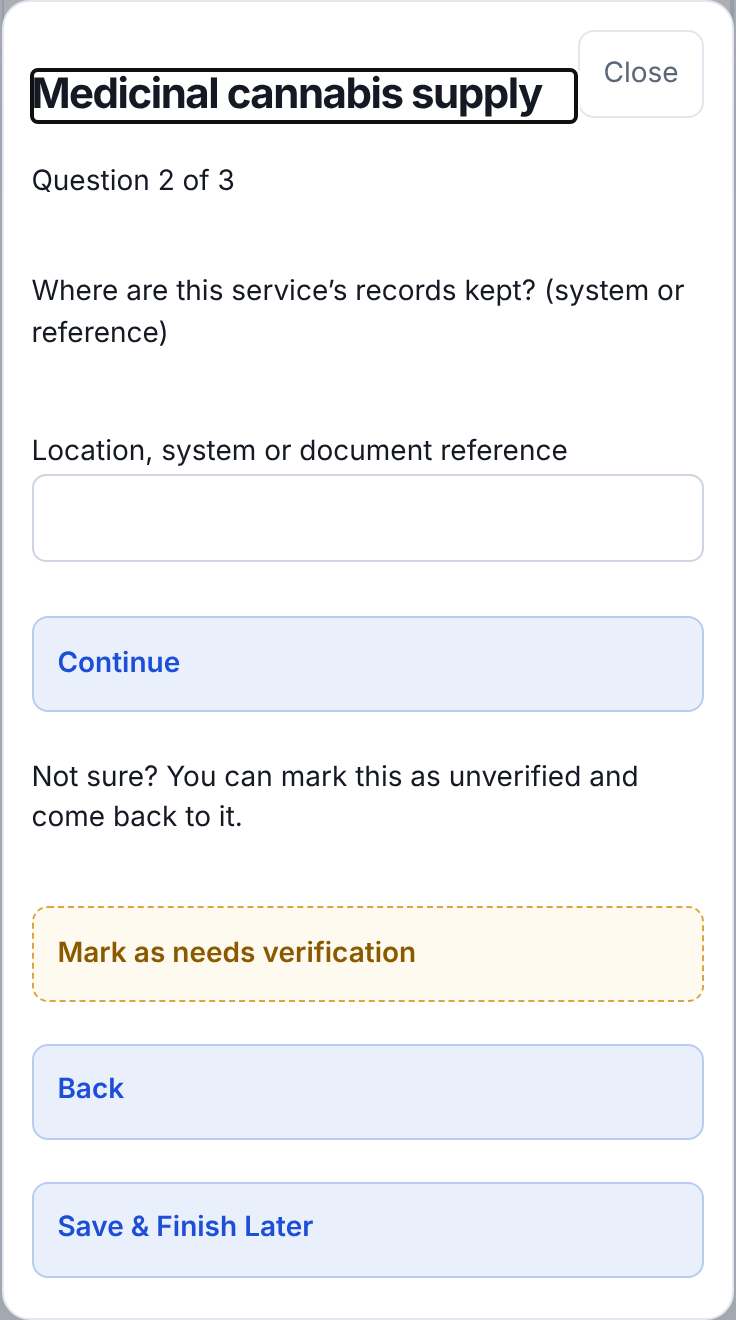 Medicinal cannabis supply
Close
Question 2 of 3
Where are this service’s records kept? (system or
reference)
Location, system or document reference
Continue
Not sure? You can mark this as unverified and
come back to it.
Mark as needs verification
Back
Save & Finish Later